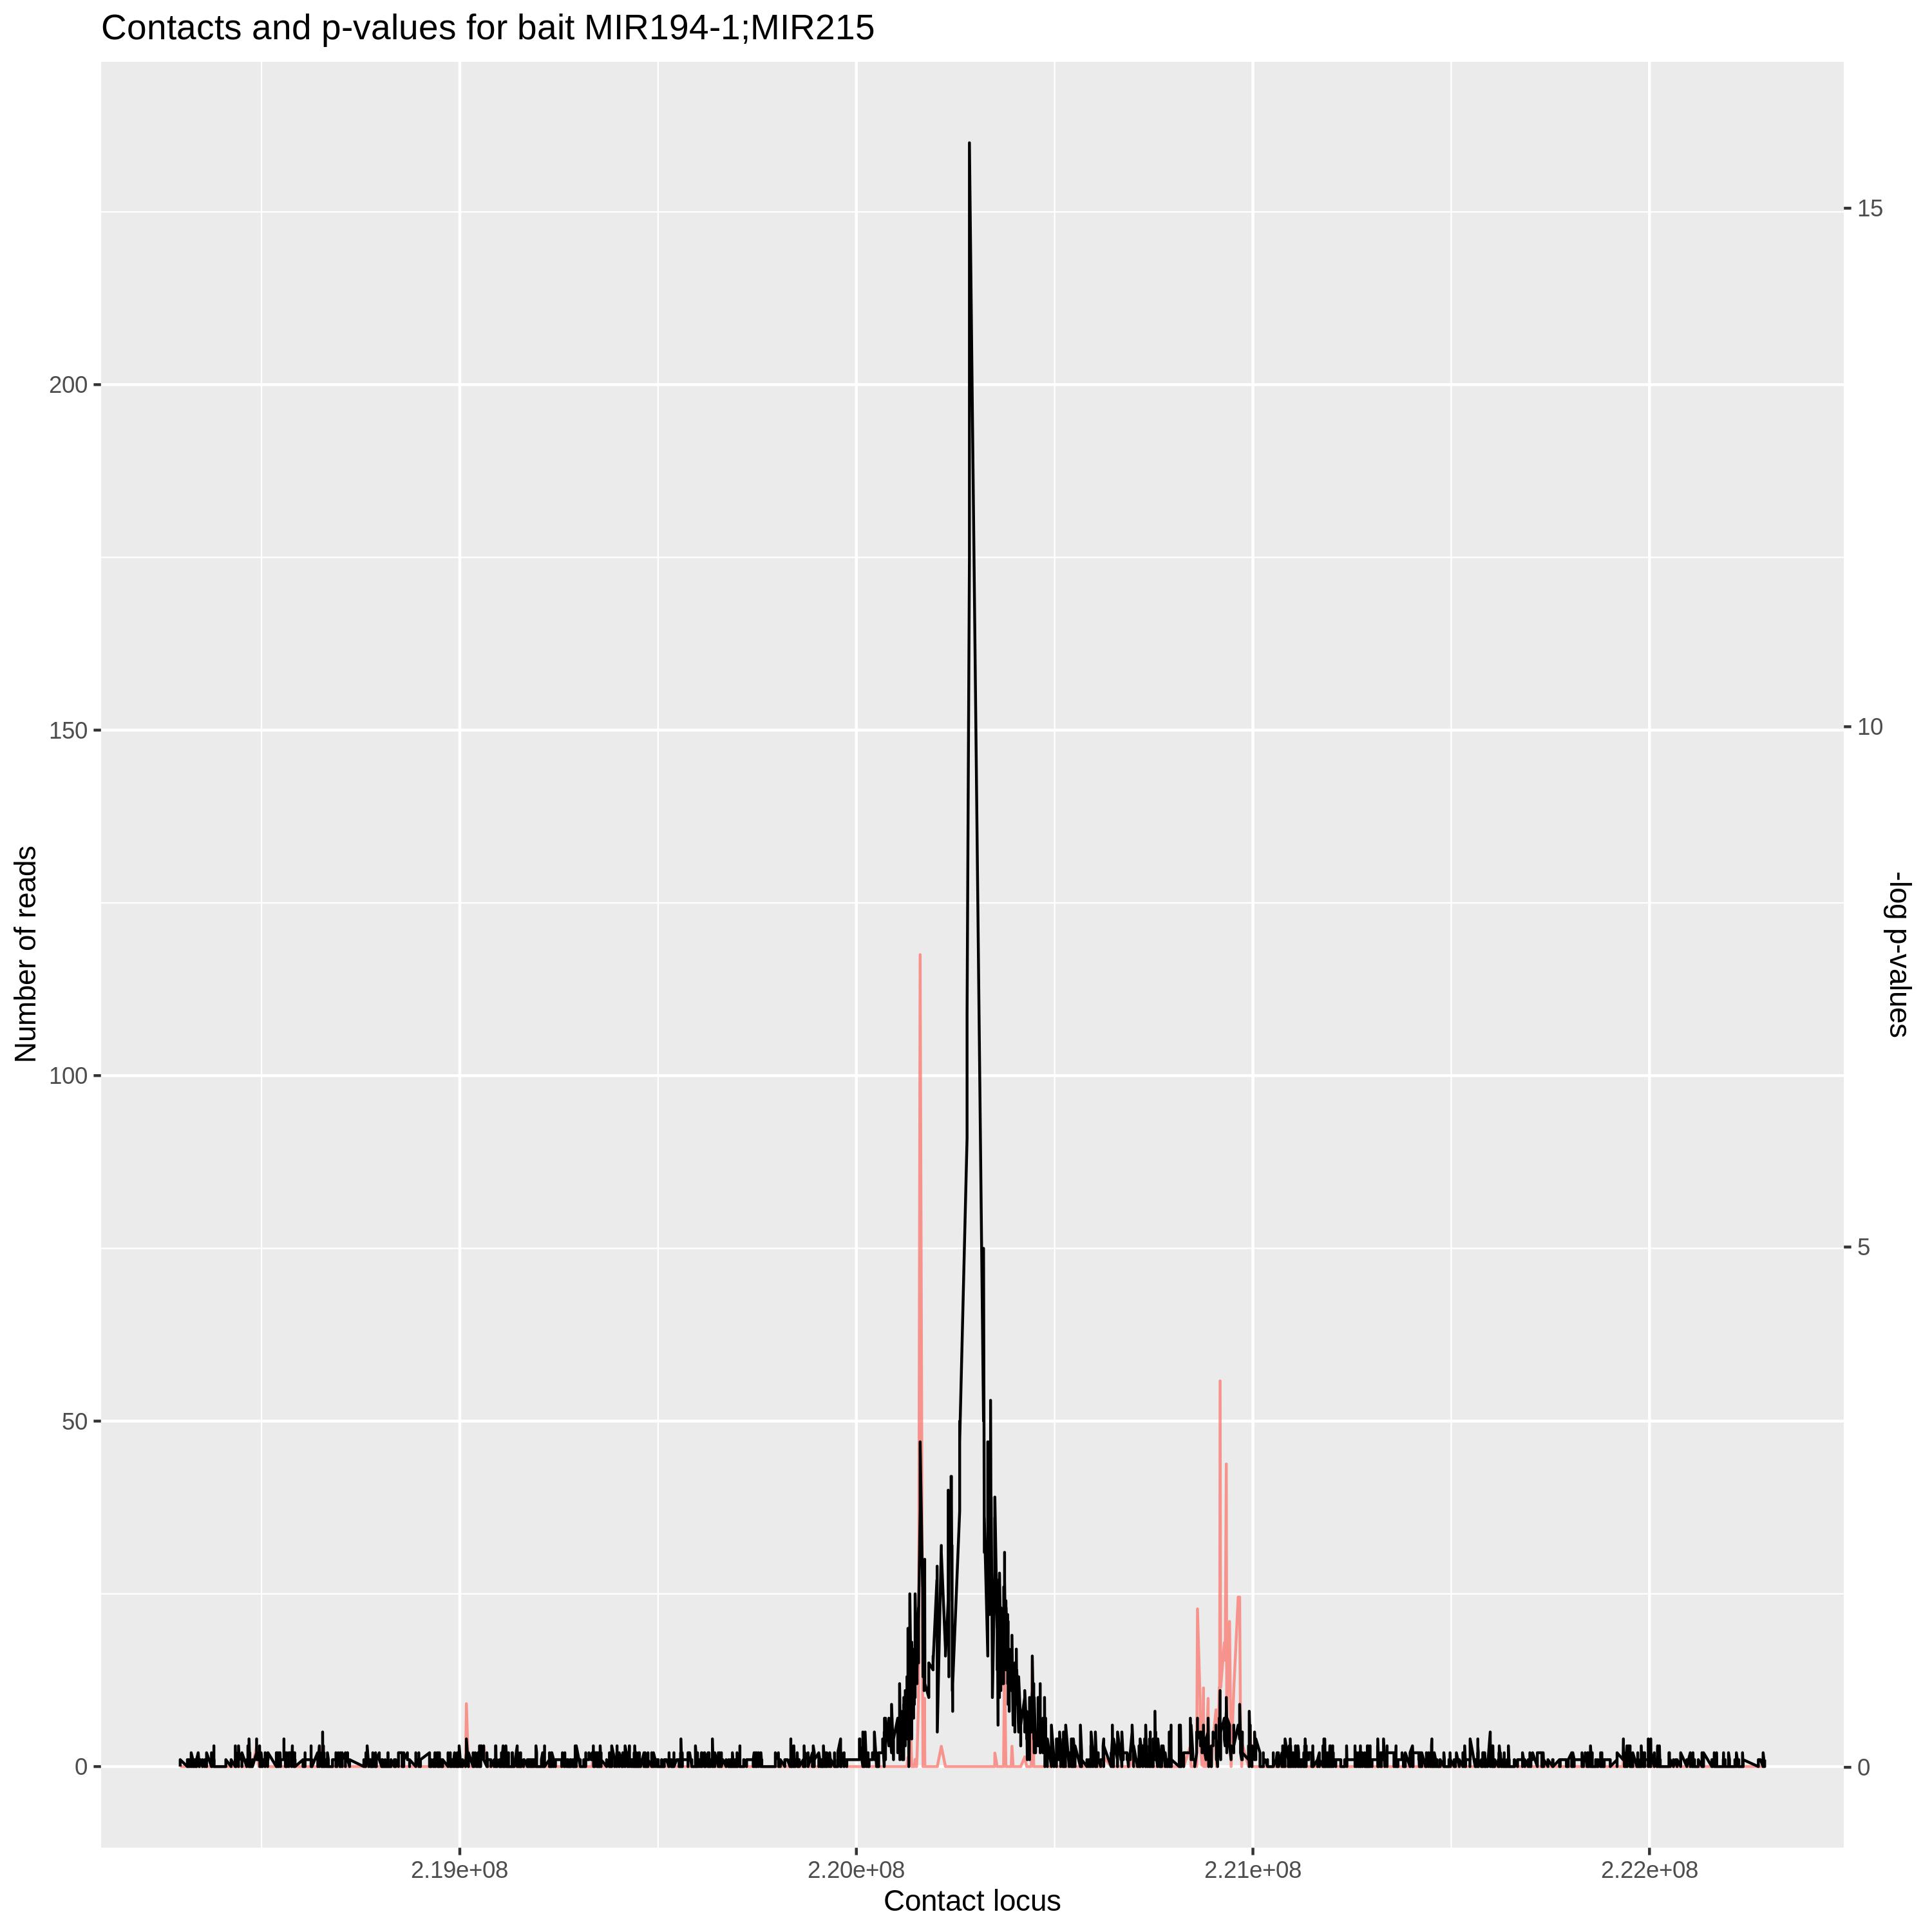 Contacts and p-values for bait MIR194-1;MIR215
Number of reads
200
150
100
50
0
15
10
5
0
-log p-values
2.19e+08 2.20e+08 2.21e+08 2.22e+08
Contact locus